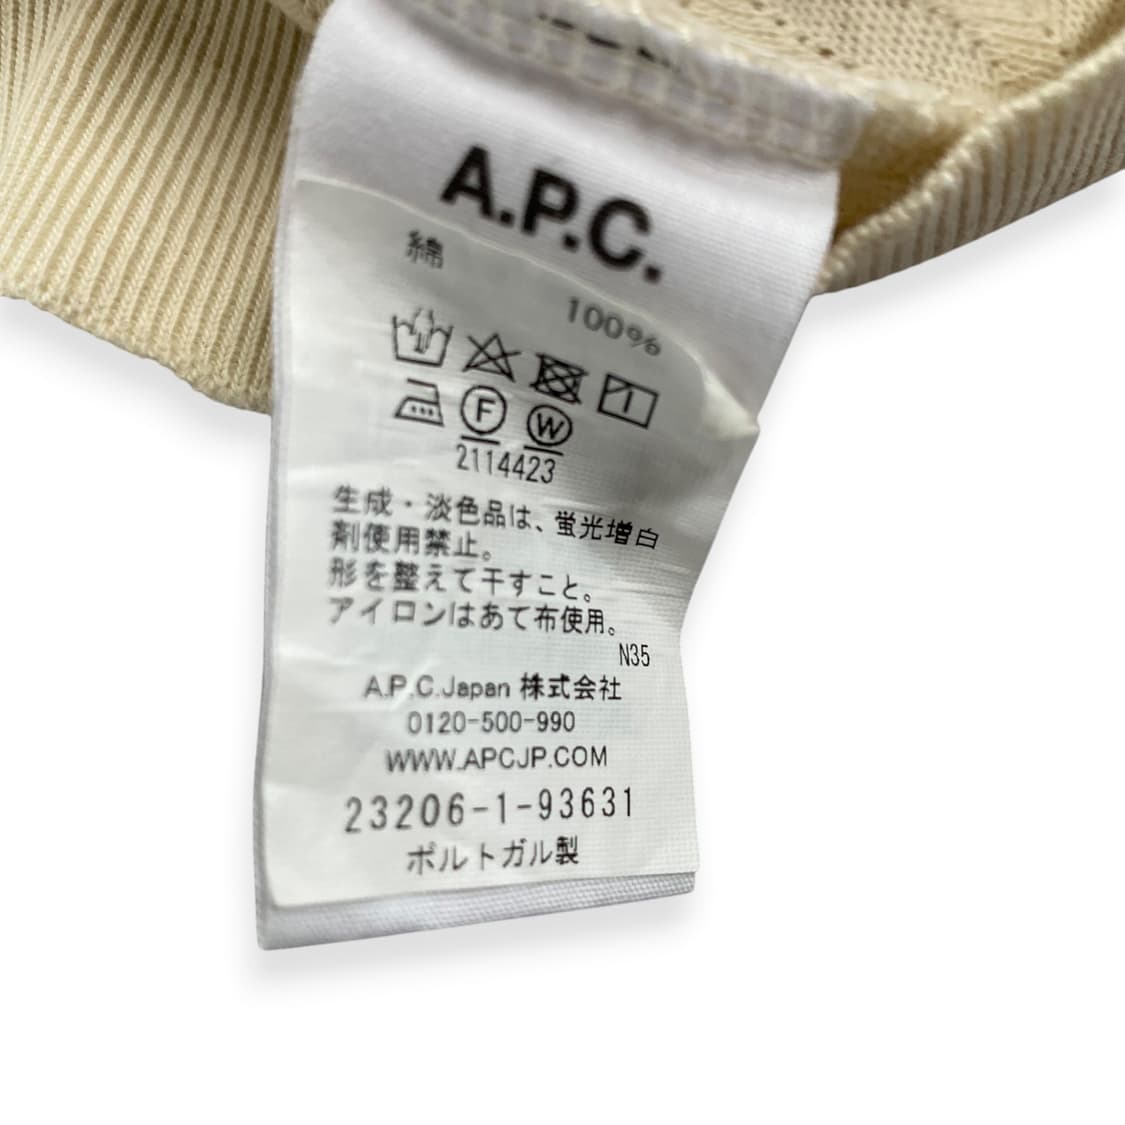 A.P.C.
綿
100%
F W
2114423
生成・淡色品は、蛍光増白
剤使用禁止。
形を整えて干すこと。
アイロンはあて布使用。
N35
A.P.C.Japan 株式会社
0120-500-990
WWW.APCJP.COM
23206-1-93631
ポルトガル製